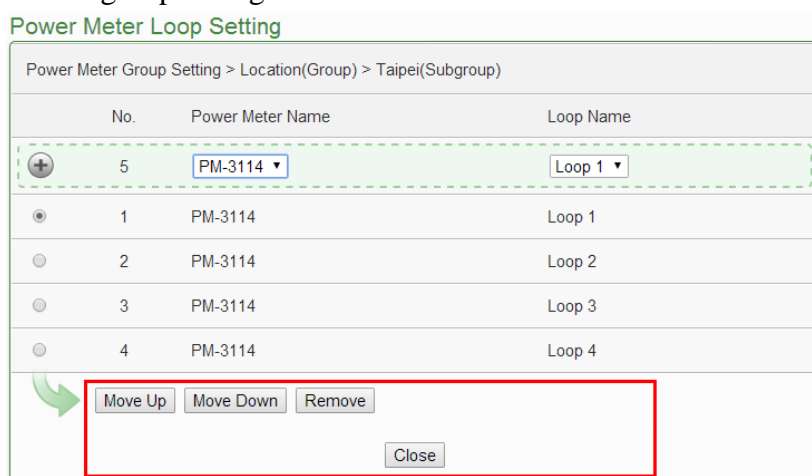 Power Meter Loop Setting
Power Meter Group Setting > Location(Group) > Taipei(Subgroup)
No. Power Meter Name Loop Name
5 PM-3114 Loop 1
1 PM-3114 Loop 1
2 PM-3114 Loop 2
3 PM-3114 Loop 3
4 PM-3114 Loop 4
Move Up Move Down Remove
Close